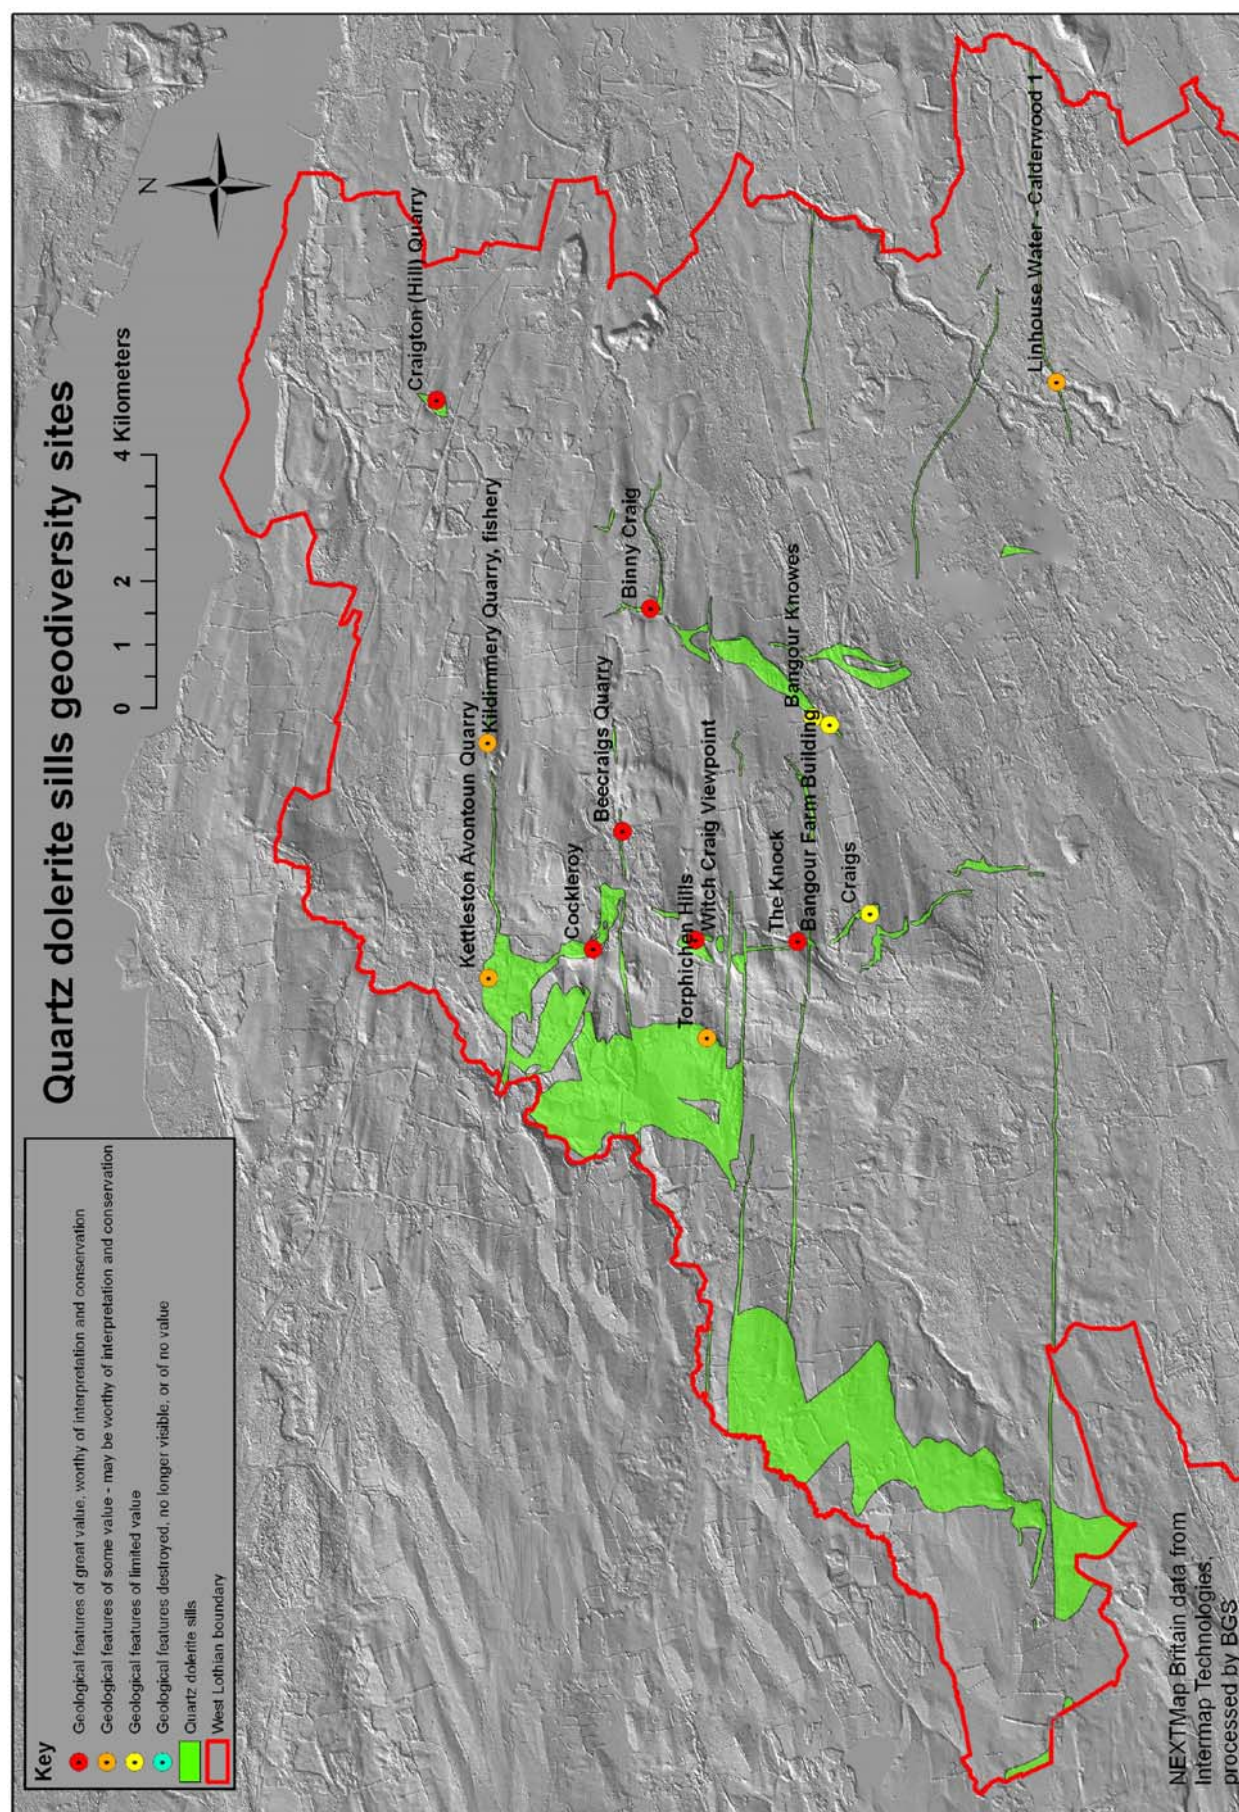 Quartz dolerite sills geodiversity sites
0 1 2 4 Kilometers
N
Key
Geological features of great value, worthy of interpretation and conservation
Geological features of some value - may be worthy of interpretation and conservation
Geological features of limited value
Geological features destroyed, no longer visible, or of no value
Quartz dolerite sills
West Lothian boundary
Craigton (Hill) Quarry
Kildimmery Quarry, fishery
Kettleston Avontoun Quarry
Binny Craig
Beecraigs Quarry
Cockleroy
Witch Craig Viewpoint
Torphichen Hills
Bangour Knowes
The Knock
Bangour Farm Building
Craigs
Linhouse Water - Calderwood 1
NEXTMap Britain data from
Intermap Technologies,
processed by BGS